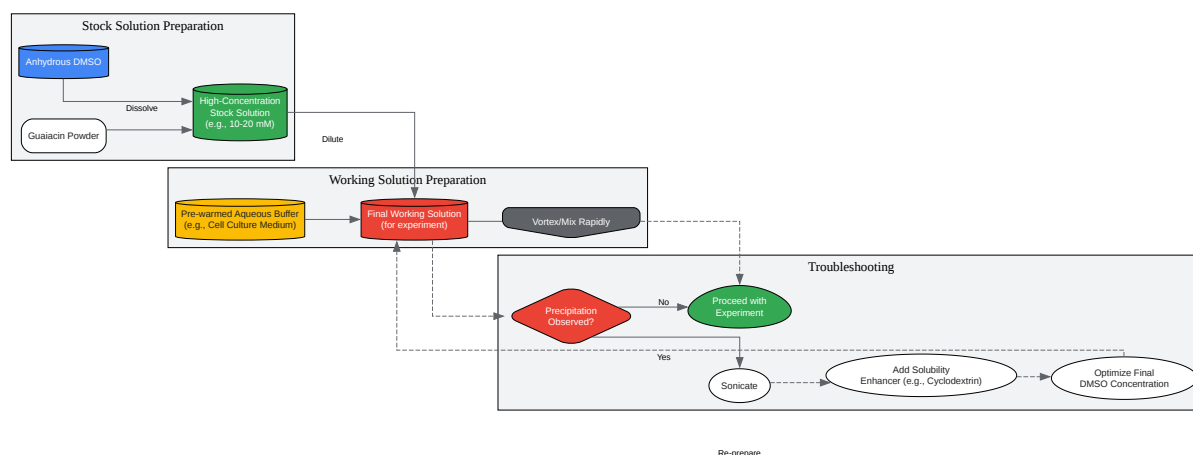 Stock Solution Preparation
Anhydrous DMSO
Dissolve
Guaiacin Powder
High-Concentration
Stock Solution
(e.g., 10-20 mM)
Dilute
Working Solution Preparation
Pre-warmed Aqueous Buffer
(e.g., Cell Culture Medium)
Final Working Solution
(for experiment)
Vortex/Mix Rapidly
Troubleshooting
Precipitation
Observed?
No
Proceed with
Experiment
Yes
Sonicate
Add Solubility
Enhancer (e.g., Cyclodextrin)
Optimize Final
DMSO Concentration
Re-prepare